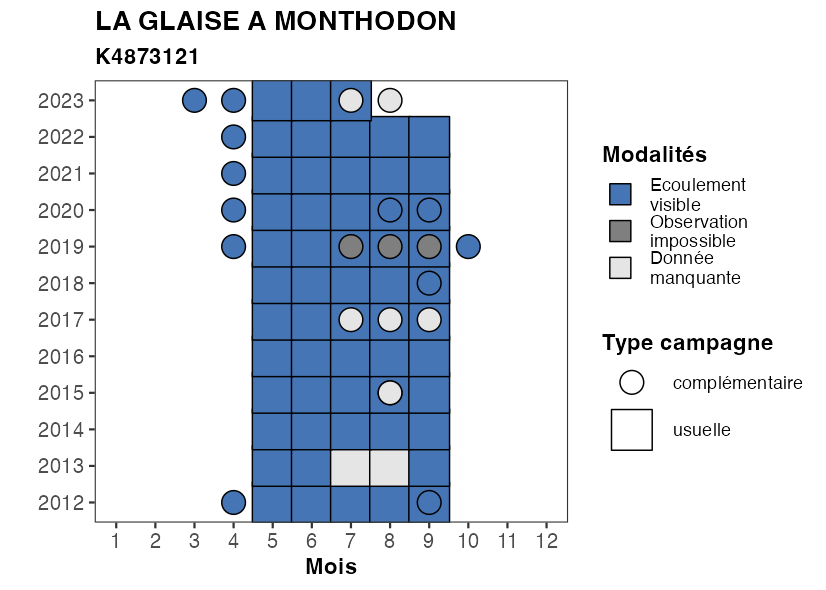 LA GLAISE A MONTHODON
K4873121
2023
2022
2021
2020
2019
2018
2017
2016
2015
2014
2013
2012
1 2 3 4 5 6 7 8 9 10 11 12
Mois
Modalités
Ecoulement
visible
Observation
impossible
Donnée
manquante
Type campagne
complémentaire
usuelle